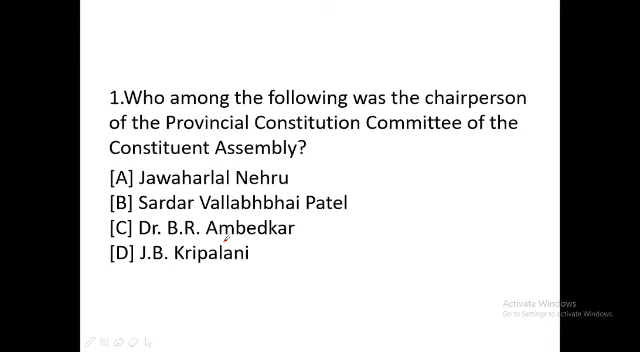 1.Who among the following was the chairperson
of the Provincial Constitution Committee of the
Constituent Assembly?
[A] Jawaharlal Nehru
[B] Sardar Vallabhbhai Patel
[C] Dr. B.R. Ambedkar
[D] J.B. Kripalani
Activate Windows
Go to Settings to activate Windows.